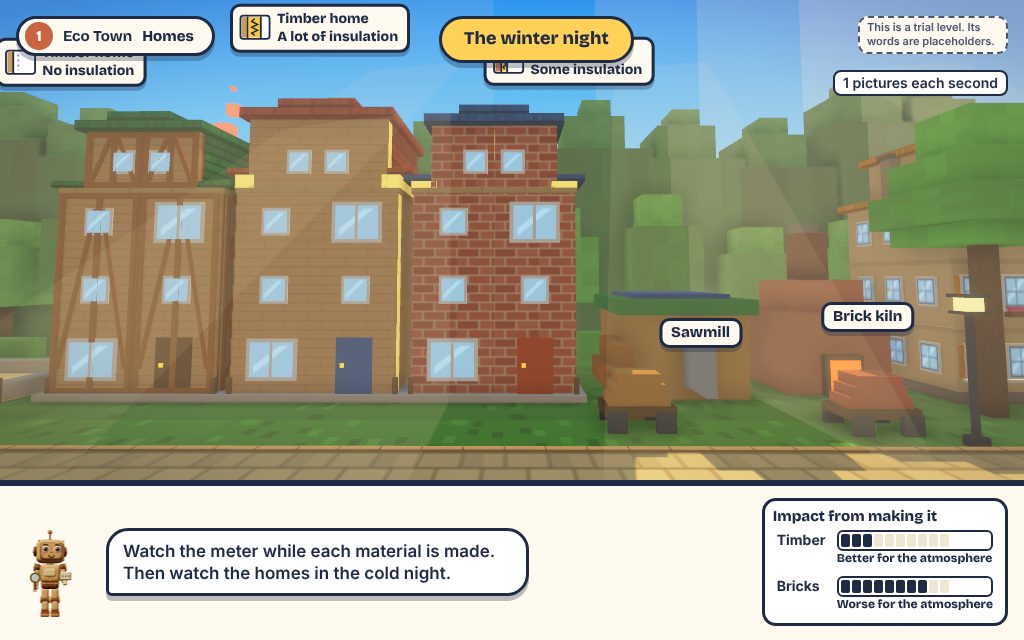 1 Eco Town Homes
Timber home
A lot of insulation
The winter night
This is a trial level. Its
words are placeholders.
No insulation
Some insulation
1 pictures each second
Sawmill
Brick kiln
Watch the meter while each material is made.
Then watch the homes in the cold night.
Impact from making it
Timber
Better for the atmosphere
Bricks
Worse for the atmosphere